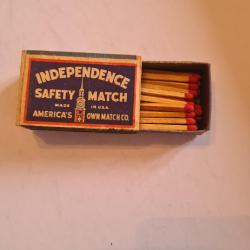 INDEPENDENCE
SAFETY MATCH
MADE IN U.S.A.
AMERICA'S OWN MATCH CO.